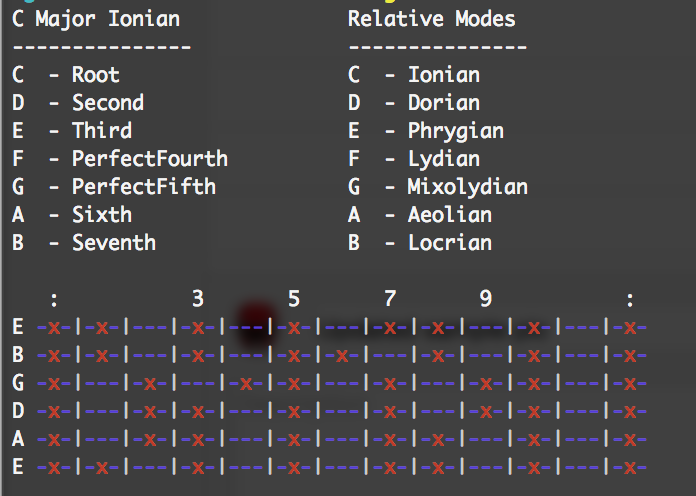 C Major Ionian             Relative Modes
---------------             ---------------
C  - Root                   C  - Ionian
D  - Second                 D  - Dorian
E  - Third                  E  - Phrygian
F  - PerfectFourth          F  - Lydian
G  - PerfectFifth           G  - Mixolydian
A  - Sixth                  A  - Aeolian
B  - Seventh                B  - Locrian
   :           3       5       7       9           :
E -x-|-x-|---|-x-|---|-x-|---|-x-|-x-|---|-x-|---|-x-
B -x-|---|---|-x-|---|-x-|-x-|---|-x-|---|-x-|---|-x-
G -x-|---|-x-|---|-x-|-x-|---|-x-|---|-x-|-x-|---|-x-
D -x-|---|-x-|-x-|---|-x-|---|-x-|---|-x-|-x-|---|-x-
A -x-|---|-x-|-x-|---|-x-|---|-x-|-x-|---|-x-|---|-x-
E -x-|-x-|---|-x-|---|-x-|---|-x-|-x-|---|-x-|---|-x-